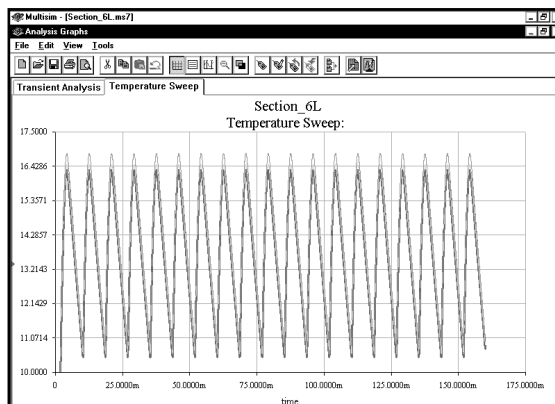 Multisim - [Section_6L.ms7]
Analysis Graphs
File Edit View Tools
Transient Analysis Temperature Sweep
Section_6L
Temperature Sweep:
17.5000
16.4286
15.3571
14.2857
13.2143
12.1429
11.0714
10.0000
0 25.0000m 50.0000m 75.0000m 100.0000m 125.0000m 150.0000m 175.0000m
time